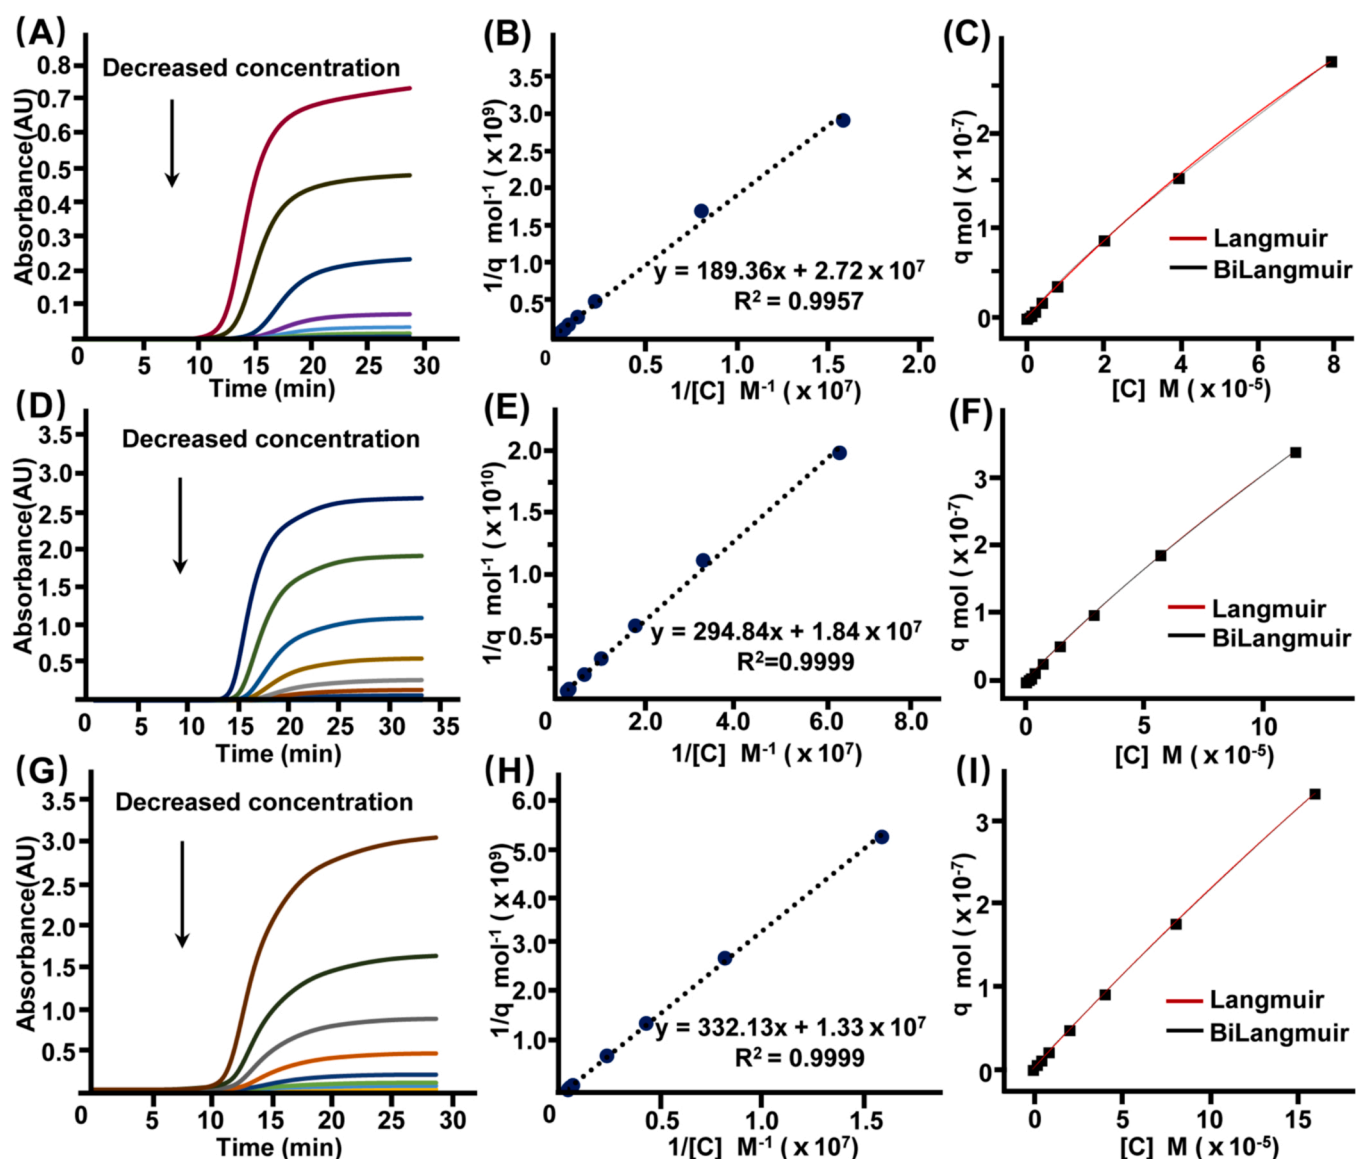 (A)
Decreased concentration
Absorbance(AU)
0.8
0.7
0.6
0.5
0.4
0.3
0.2
0.1
0
5
10
15
20
25
30
Time (min)
(B)
1/q mol⁻¹ ( x 10⁹)
3.5
3.0
2.5
2.0
1.5
1.0
0.5
y = 189.36x + 2.72 x 10⁷
R² = 0.9957
0
0.5
1.0
1.5
2.0
1/[C] M⁻¹ ( x 10⁷)
(C)
q mol ( x 10⁻⁷)
2
1
0
Langmuir
BiLangmuir
0
2
4
6
8
[C] M ( x 10⁻⁵)
(D)
Decreased concentration
Absorbance(AU)
3.5
3.0
2.5
2.0
1.5
1.0
0.5
0
5
10
15
20
25
30
35
Time (min)
(E)
1/q mol⁻¹ ( x 10¹⁰)
2.0
1.5
1.0
0.5
y = 294.84x + 1.84 x 10⁷
R²=0.9999
0
2.0
4.0
6.0
8.0
1/[C] M⁻¹ ( x 10⁷)
(F)
q mol ( x 10⁻⁷)
3
2
1
0
Langmuir
BiLangmuir
0
5
10
[C] M ( x 10⁻⁵)
(G)
Decreased concentration
Absorbance(AU)
3.5
3.0
2.5
2.0
1.5
1.0
0.5
0
5
10
15
20
25
30
Time (min)
(H)
1/q mol⁻¹ ( x 10⁹)
6.0
5.0
4.0
3.0
2.0
1.0
y = 332.13x + 1.33 x 10⁷
R² = 0.9999
0
0.5
1.0
1.5
1/[C] M⁻¹ ( x 10⁷)
(I)
q mol ( x 10⁻⁷)
3
2
1
0
Langmuir
BiLangmuir
0
5
10
15
[C] M ( x 10⁻⁵)